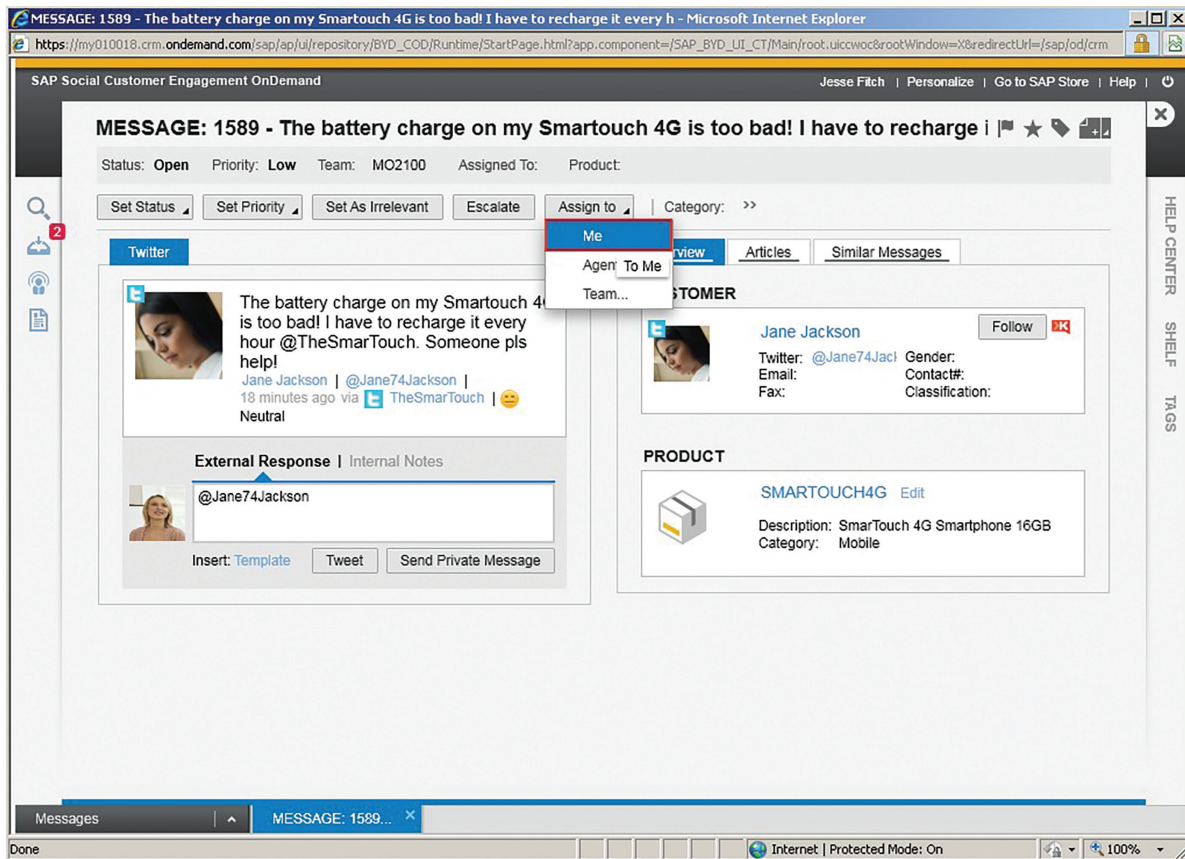 MESSAGE: 1589 - The battery charge on my Smartouch 4G is too bad! I have to recharge it every h - Microsoft Internet Explorer
https://my010018.crm.ondemand.com/sap/ap/ui/repository/BYD_COD/Runtime/StartPage.html?app.component=/SAP_BYD_UI_CT/Main/root.uiccwoc&rootWindow=X&redirectUrl=/sap/od/crm
SAP Social Customer Engagement OnDemand
Jesse Fitch | Personalize | Go to SAP Store | Help |
MESSAGE: 1589 - The battery charge on my Smartouch 4G is too bad! I have to recharge i
Status: Open Priority: Low Team: MO2100 Assigned To: Product:
Set Status Set Priority Set As Irrelevant Escalate Assign to | Category: >>
2
Me
Agen To Me
Team...
Twitter
rview Articles Similar Messages
The battery charge on my Smartouch 4
is too bad! I have to recharge it every
hour @TheSmarTouch. Someone pls
help!
Jane Jackson | @Jane74Jackson |
18 minutes ago via TheSmarTouch |
Neutral
External Response | Internal Notes
@Jane74Jackson
Insert: Template Tweet Send Private Message
STOMER
Jane Jackson Follow
Twitter: @Jane74Jacl Gender:
Email: Contact#:
Fax: Classification:
PRODUCT
SMARTOUCH4G Edit
Description: SmarTouch 4G Smartphone 16GB
Category: Mobile
HELP CENTER
SHELF
TAGS
Messages MESSAGE: 1589... ×
Done Internet | Protected Mode: On 100%